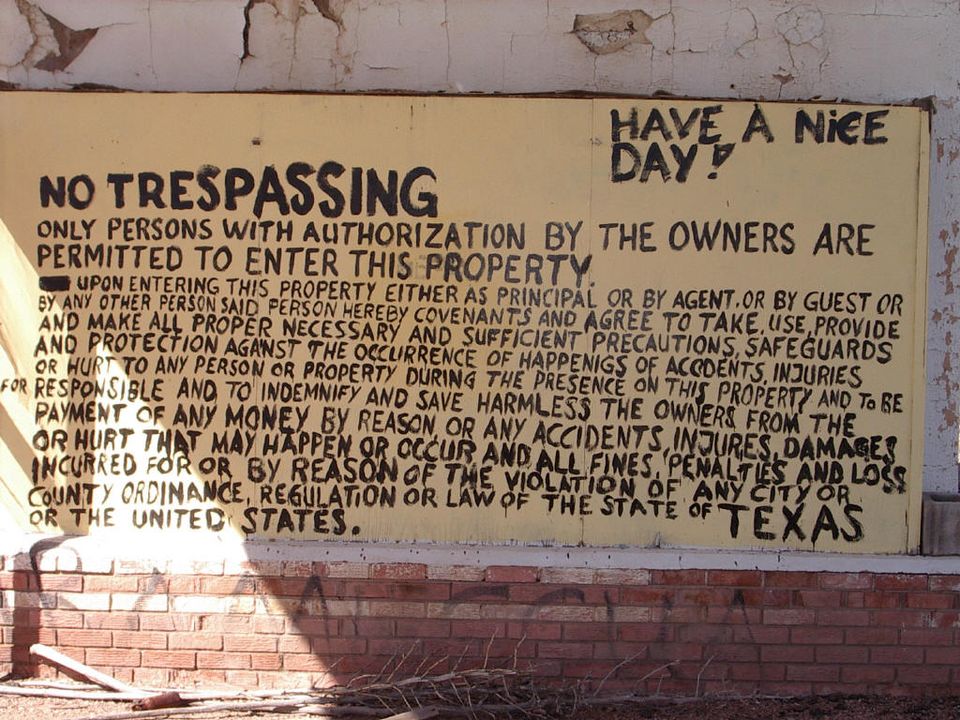 HAVE A NiCE
DAY!
NO TRESPASSING
ONLY PERSONS WITH AUTHORIZATION BY THE OWNERS ARE
PERMITTED TO ENTER THIS PROPERTY.
UPON ENTERING THIS PROPERTY EITHER AS PRINCIPAL OR BY AGENT, OR BY GUEST OR
BY ANY OTHER PERSON SAID PERSON HEREBY COVENANTS AND AGREE TO TAKE, USE, PROVIDE
AND MAKE ALL PROPER NECESSARY AND SUFFICIENT PRECAUTIONS, SAFEGUARDS
AND PROTECTION AGAINST THE OCCURRENCE OF HAPPENIGS OF ACCIDENTS, INJURIES
OR HURT TO ANY PERSON OR PROPERTY DURING THE PRESENCE ON THIS PROPERTY AND TO BE
FOR RESPONSIBLE AND TO INDEMNIFY AND SAVE HARMLESS THE OWNERS FROM THE
PAYMENT OF ANY MONEY BY REASON OR ANY ACCIDENTS, INJURES, DAMAGES
OR HURT THAT MAY HAPPEN OR OCCUR AND ALL FINES, PENALTIES AND LOSS
INCURRED FOR OR BY REASON OF THE VIOLATION OF ANY CITY OR
COUNTY ORDINANCE, REGULATION OR LAW OF THE STATE OF TEXAS
OR THE UNITED STATES.